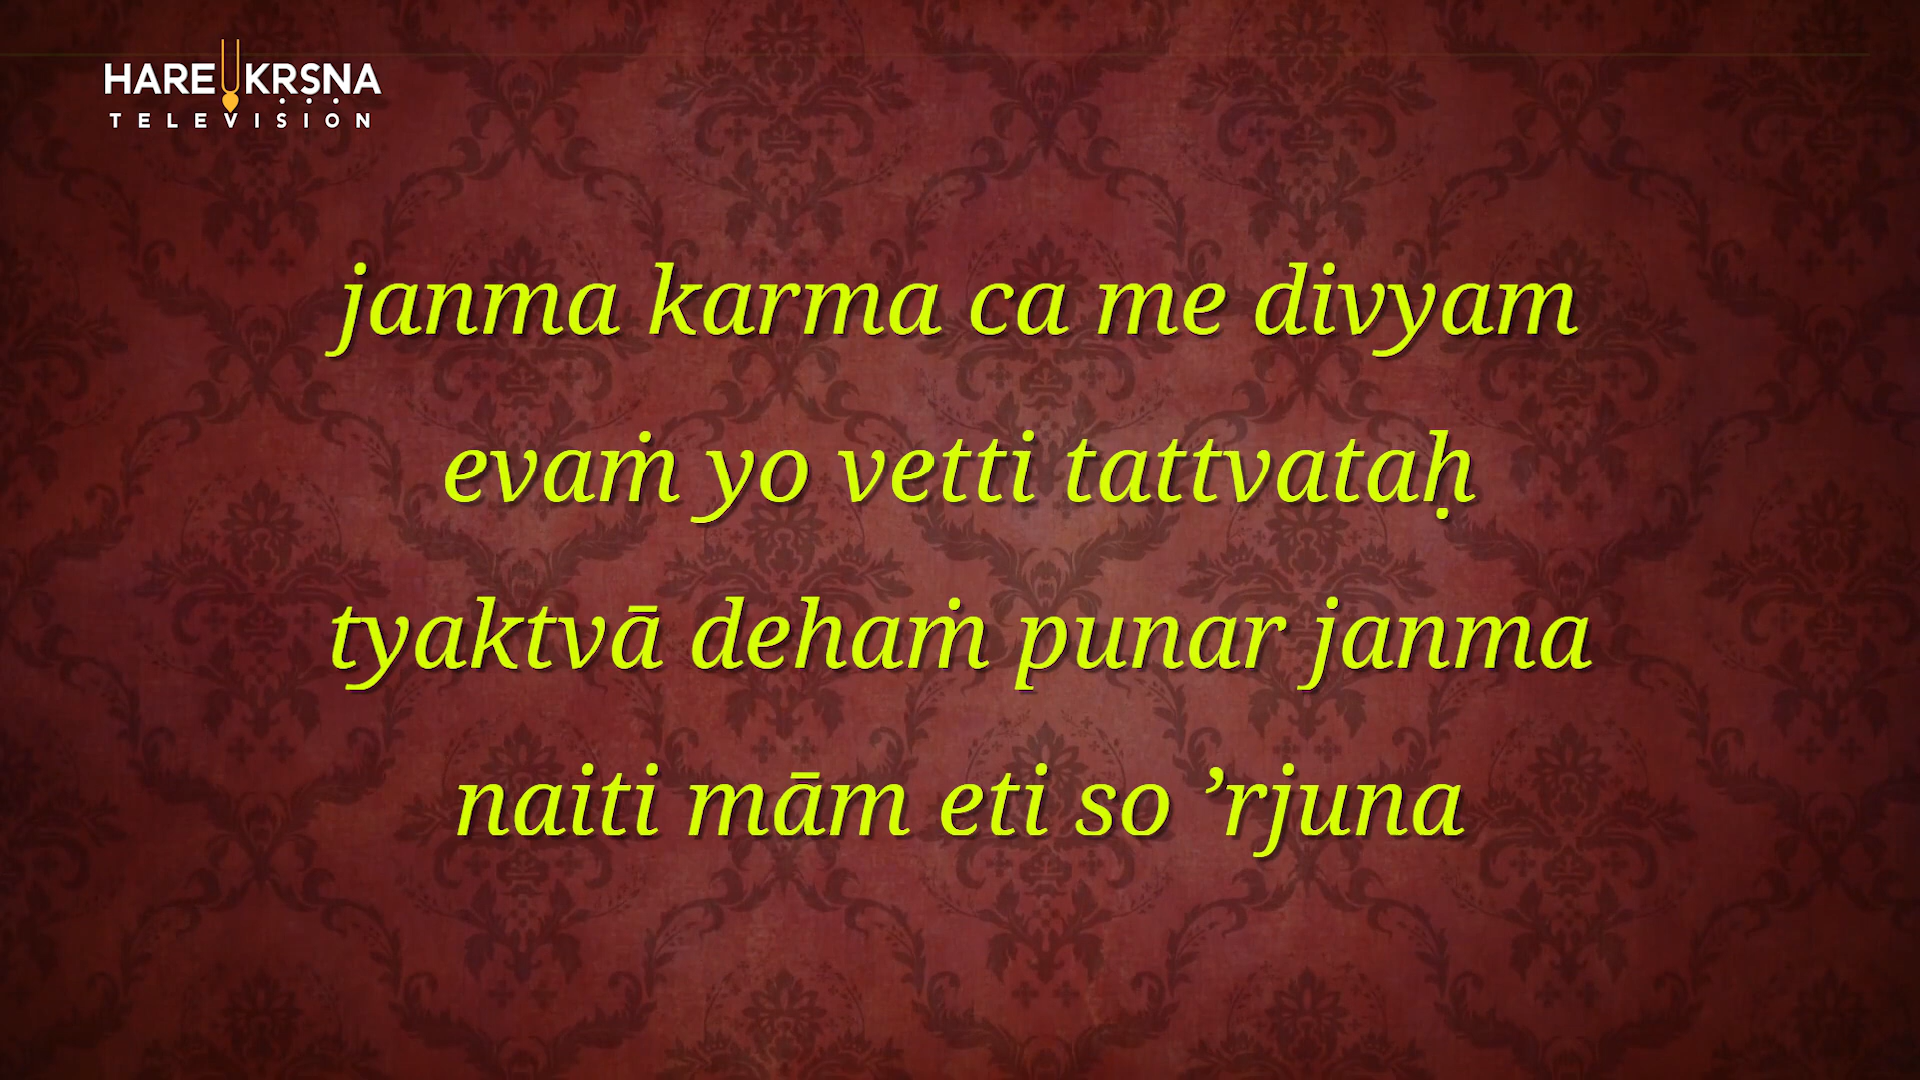 HARE KRSNA
TELEVISION
janma karma ca me divyam
evaṁ yo vetti tattvataḥ
tyaktvā dehaṁ punar janma
naiti mām eti so ’rjuna